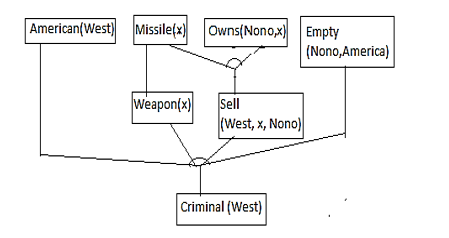 American(West)
Missile(x)
Owns(Nono,x)
Empty
(Nono,America)
Weapon(x)
Sell
(West, x, Nono)
Criminal (West)